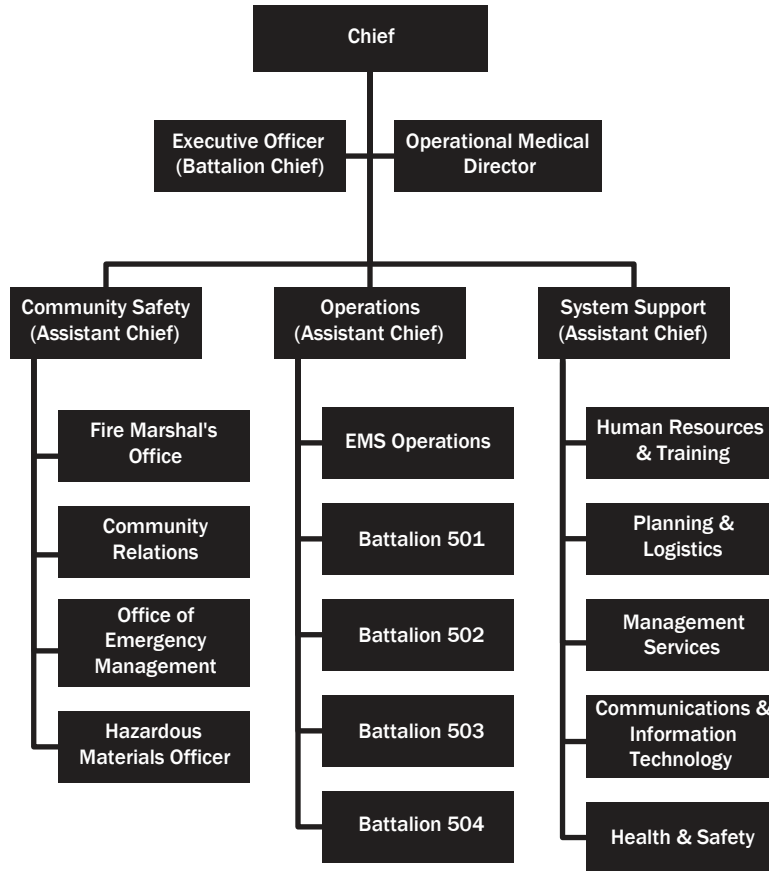 Chief
Executive Officer
(Battalion Chief)
Operational Medical
Director
Community Safety
(Assistant Chief)
Operations
(Assistant Chief)
System Support
(Assistant Chief)
Fire Marshal's
Office
Community
Relations
Office of
Emergency
Management
Hazardous
Materials Officer
EMS Operations
Battalion 501
Battalion 502
Battalion 503
Battalion 504
Human Resources
& Training
Planning &
Logistics
Management
Services
Communications &
Information
Technology
Health & Safety